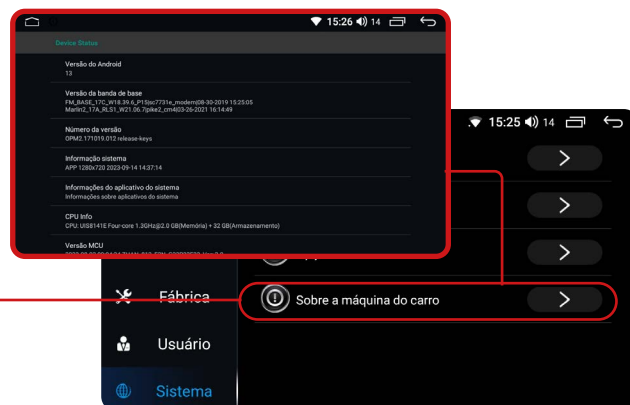 15:26 14
Device Status
Versão do Android
13
Versão da banda de base
FM_BASE_17C_W18.39.6_P15|sc7731e_modem|08-30-2019 15:25:05
Marlin2_17A_RLS1_W21.06.7|pike2_cm4|03-26-2021 16:14:49
Número da versão
OPM2.171019.012 release-keys
Informação sistema
APP 1280x720 2023-09-14 14:37:14
Informações do aplicativo do sistema
Informações sobre aplicativos do sistema
CPU Info
CPU: UIS8141E Four-core 1.3GHz@2.0 GB(Memória) + 32 GB(Armazenamento)
Versão MCU
15:25 14
Fábrica
Sobre a máquina do carro
Usuário
Sistema